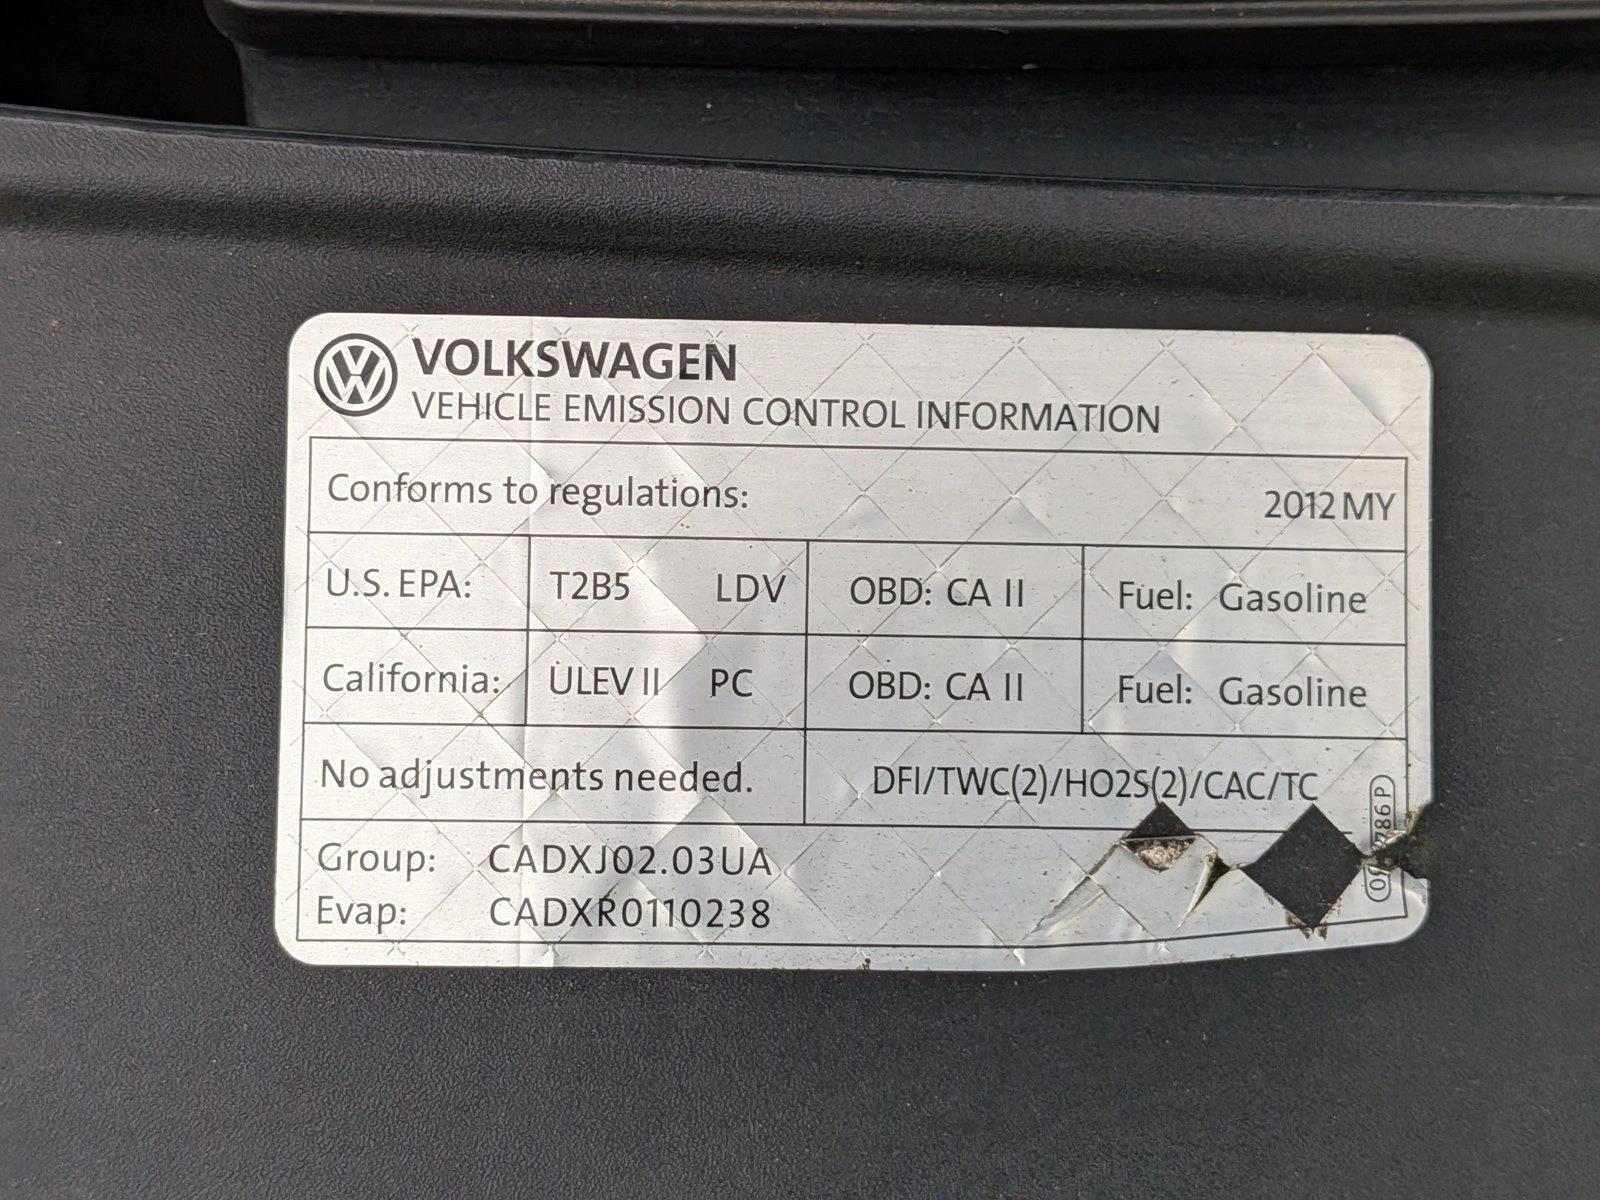 VOLKSWAGEN
VEHICLE EMISSION CONTROL INFORMATION
Conforms to regulations: 2012 MY
U.S. EPA: T2B5 LDV OBD: CA II Fuel: Gasoline
California: ULEV II PC OBD: CA II Fuel: Gasoline
No adjustments needed. DFI/TWC(2)/HO2S(2)/CAC/TC
Group: CADXJ02.03UA
Evap: CADXR0110238